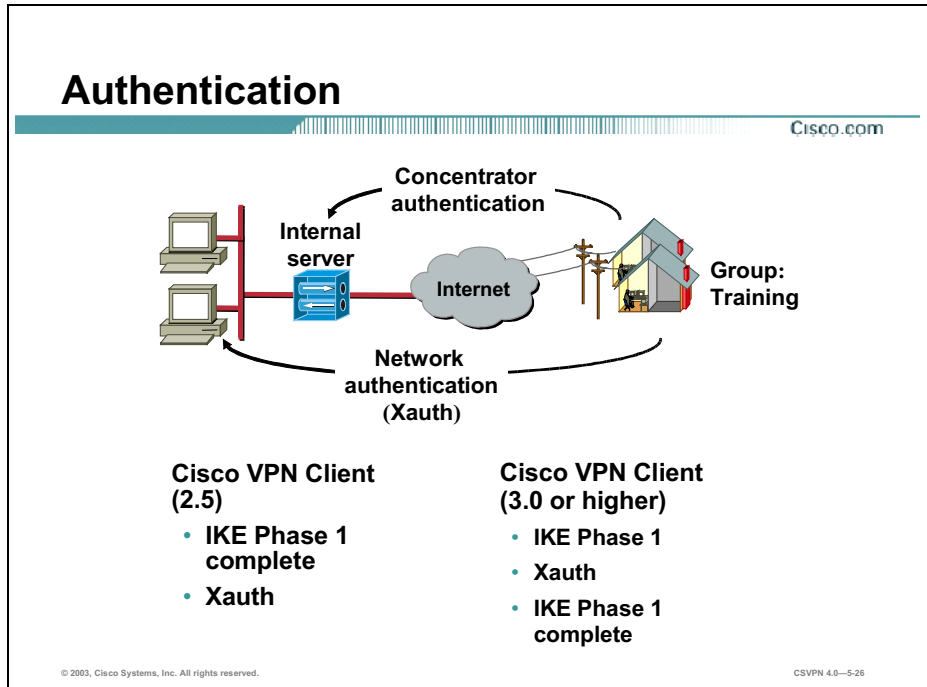 Authentication
Cisco.com
Concentrator
authentication
Internal
server
Internet
Group:
Training
Network
authentication
(Xauth)
Cisco VPN Client
(2.5)
• IKE Phase 1
complete
• Xauth
Cisco VPN Client
(3.0 or higher)
• IKE Phase 1
• Xauth
• IKE Phase 1
complete
© 2003, Cisco Systems, Inc. All rights reserved.
CSVPN 4.0—5-26